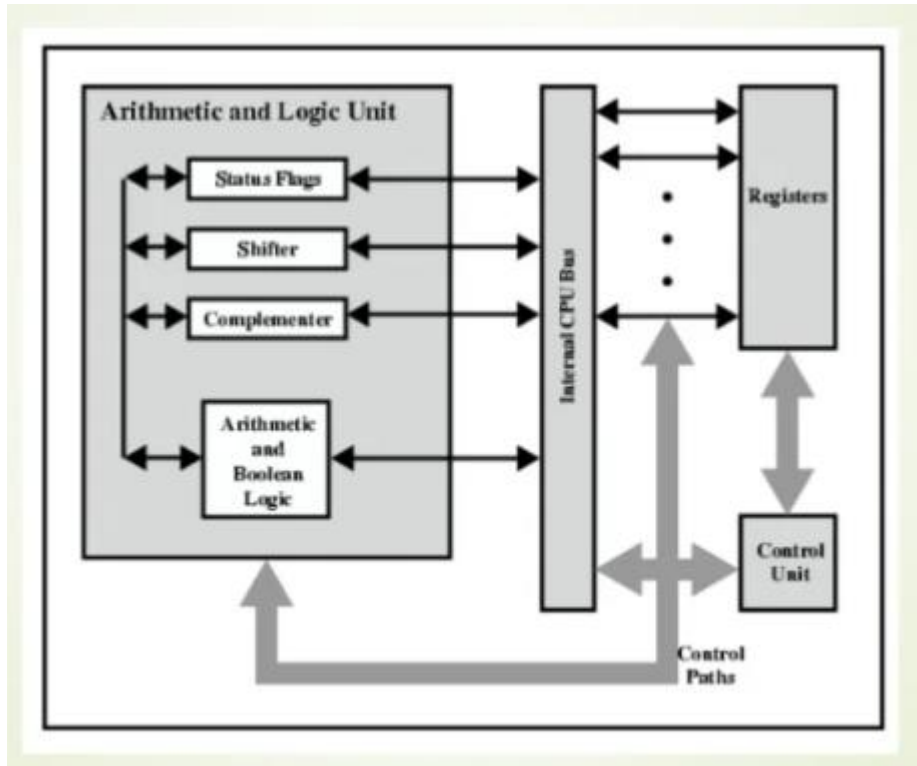 Arithmetic and Logic Unit
Status Flags
Shifter
Complementer
Arithmetic
and
Boolean
Logic
Internal CPU Bus
Registers
Control
Unit
Control
Paths